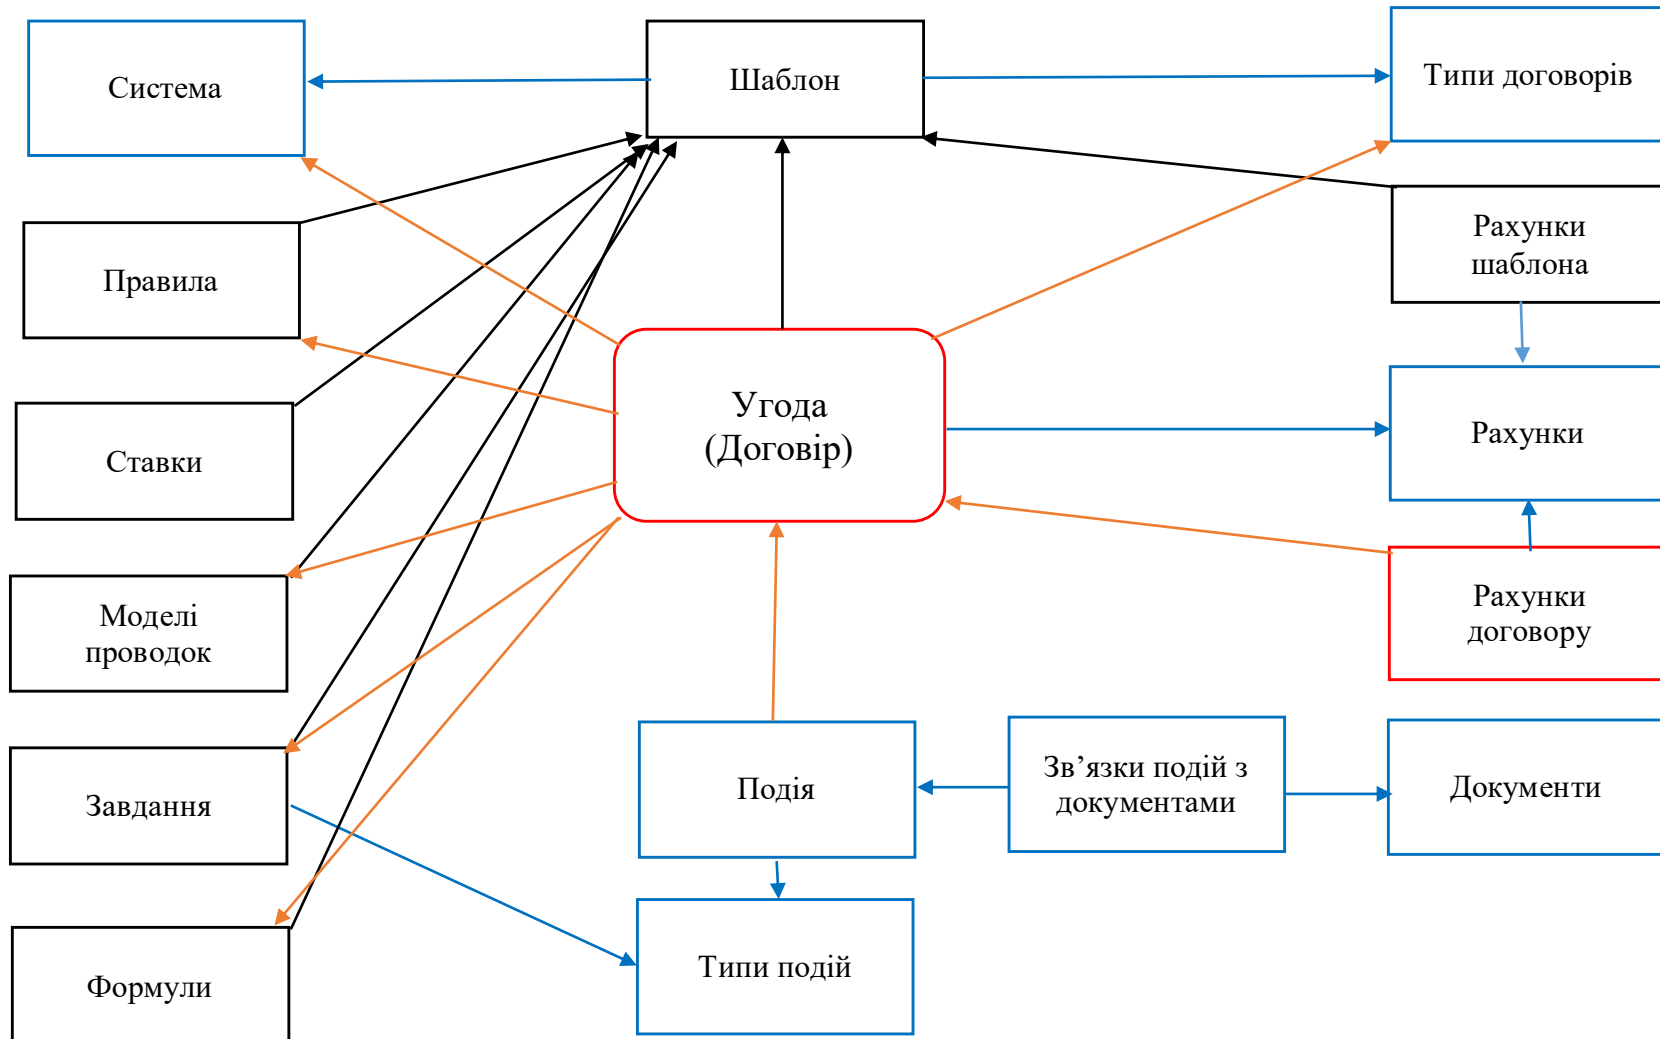 Система
Шаблон
Типи договорів
Правила
Рахунки
шаблона
Ставки
Угода
(Договір)
Рахунки
Моделі
проводок
Рахунки
договору
Завдання
Подія
Зв’язки подій з
документами
Документи
Формули
Типи подій